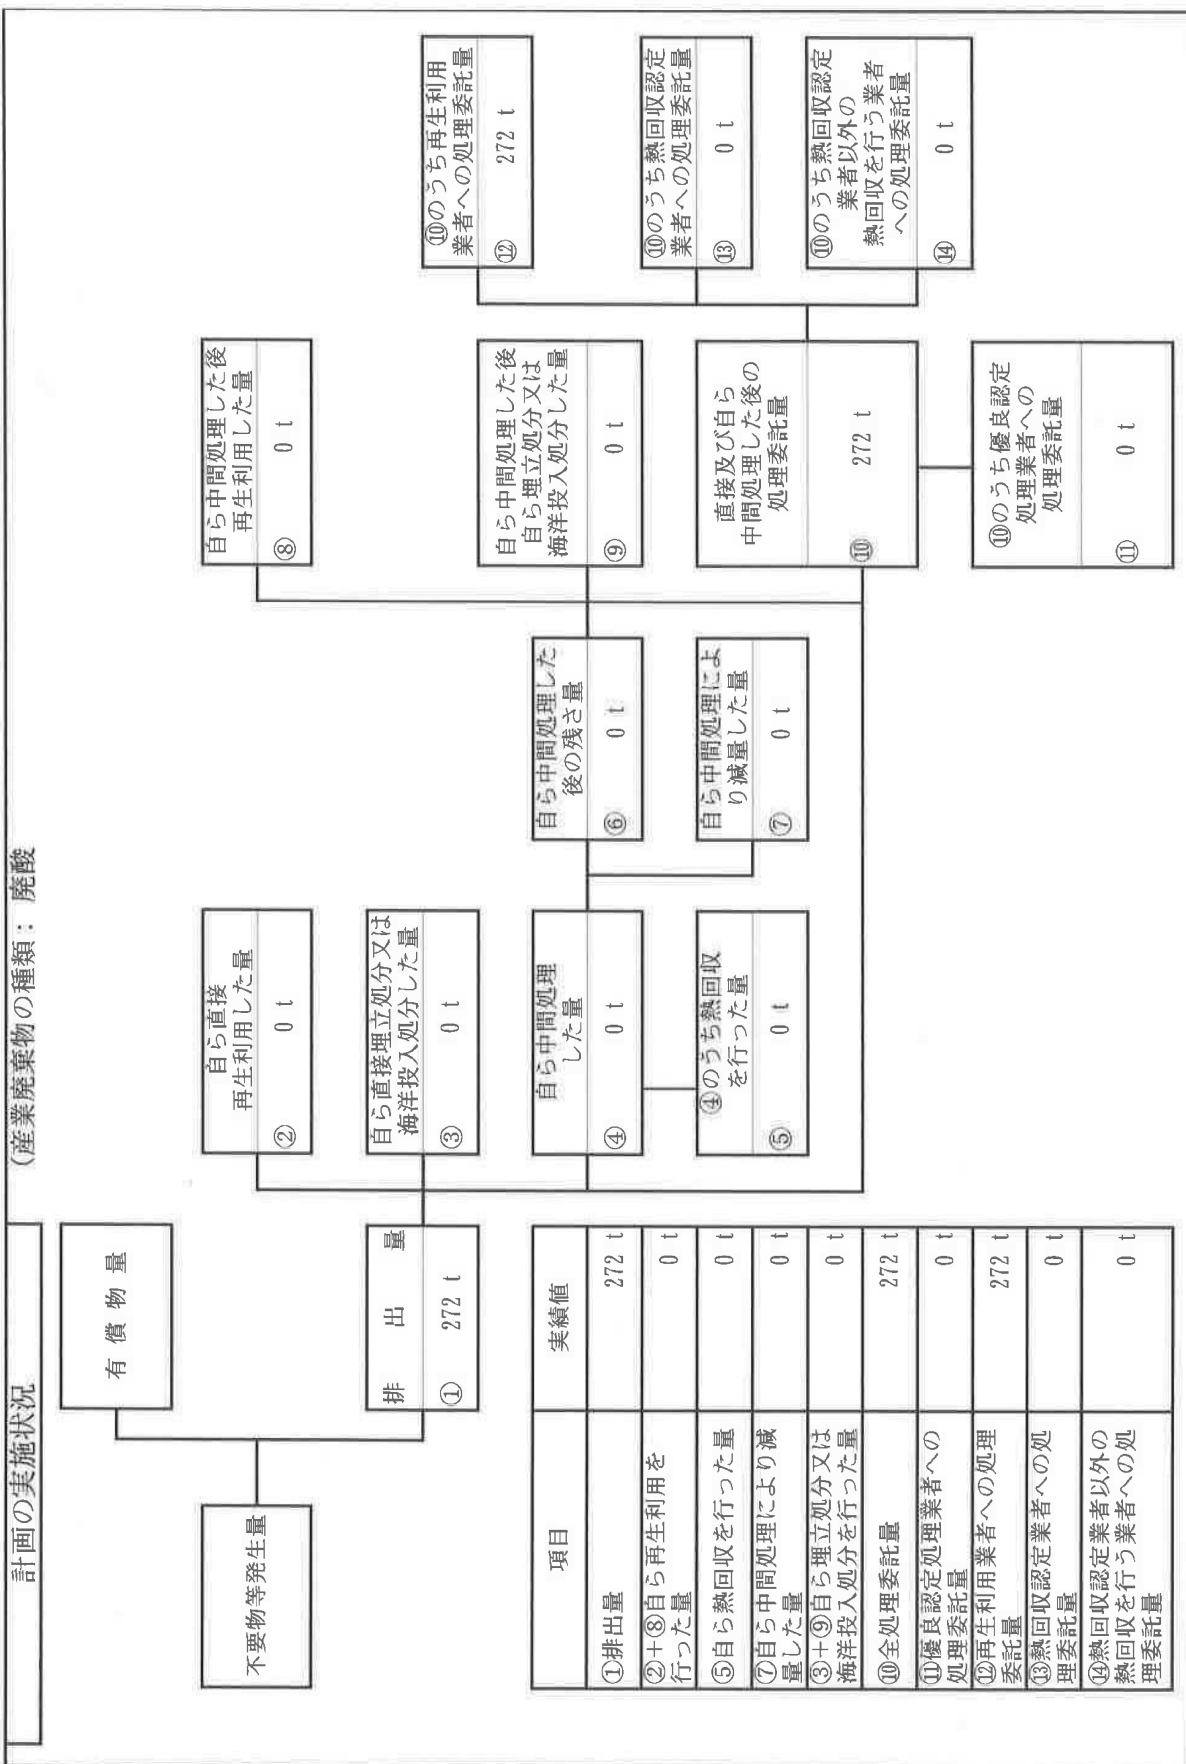 計画の実施状況
(産業廃棄物の種類： 廃酸
不要物等発生量
有償物量
排出量
① 272 t
自ら直接
再生利用した量
② 0 t
自ら直接埋立処分又は
海洋投入処分した量
③ 0 t
自ら中間処理
した量
④ 0 t
④のうち熱回収
を行った量
⑤ 0 t
自ら中間処理した
後の残さ量
⑥ 0 t
自ら中間処理によ
り減量した量
⑦ 0 t
自ら中間処理した後
再生利用した量
⑧ 0 t
自ら中間処理した後
自ら埋立処分又は
海洋投入処分した量
⑨ 0 t
直接及び自ら
中間処理した後の
処理委託量
⑩ 272 t
⑩のうち優良認定
処理業者への
処理委託量
⑪ 0 t
⑩のうち再生利用
業者への処理委託量
⑫ 272 t
⑩のうち熱回収認定
業者への処理委託量
⑬ 0 t
⑩のうち熱回収認定
業者以外の
熱回収を行う業者
への処理委託量
⑭ 0 t
項目 実績値
①排出量 272 t
②＋⑧自ら再生利用を
行った量 0 t
⑤自ら熱回収を行った量 0 t
⑦自ら中間処理により減
量した量 0 t
③＋⑨自ら埋立処分又は
海洋投入処分を行った量 0 t
⑩全処理委託量 272 t
⑪優良認定処理業者への
処理委託量 0 t
⑫再生利用業者への処理
委託量 272 t
⑬熱回収認定業者への処
理委託量 0 t
⑭熱回収認定業者以外の
熱回収を行う業者への処
理委託量 0 t